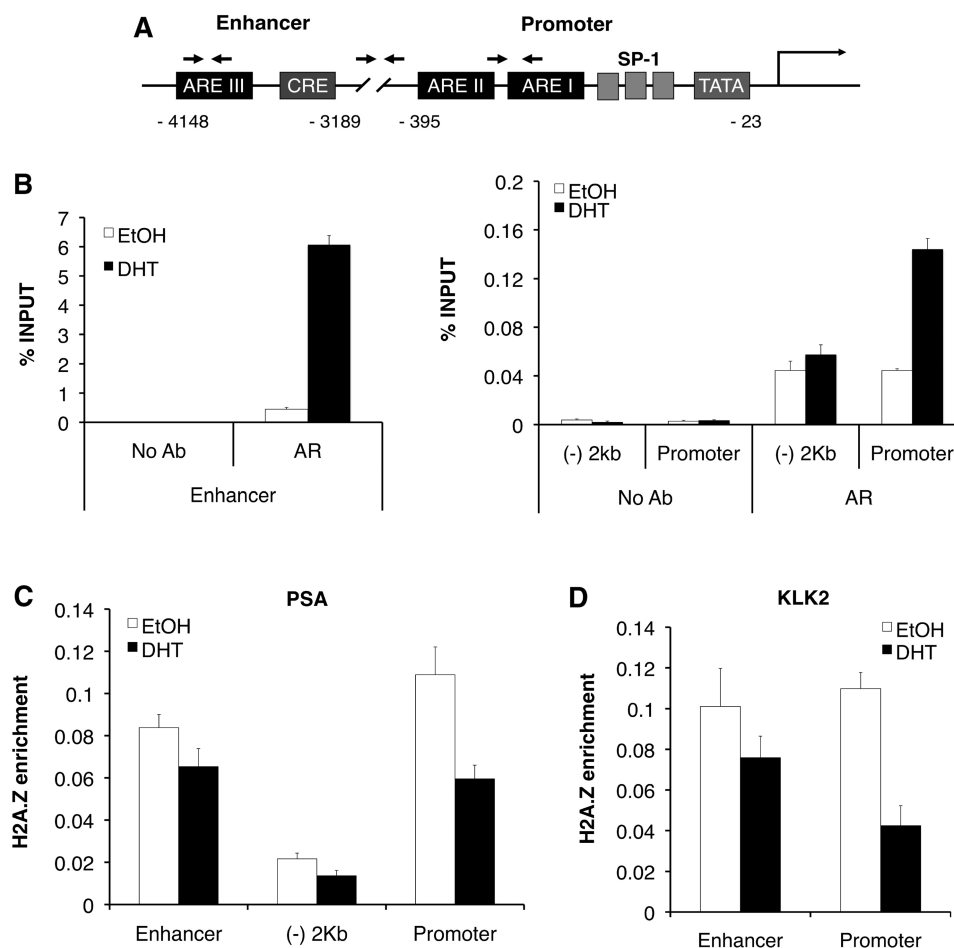 A
Enhancer
Promoter
SP-1
ARE III
CRE
ARE II
ARE I
TATA
- 4148
- 3189
- 395
- 23
B
% INPUT
7
6
5
4
3
2
1
0
EtOH
DHT
No Ab
AR
Enhancer
% INPUT
0.2
0.16
0.12
0.08
0.04
0
EtOH
DHT
(-) 2kb
Promoter
(-) 2Kb
Promoter
No Ab
AR
C
PSA
H2A.Z enrichment
0.14
0.12
0.1
0.08
0.06
0.04
0.02
0
EtOH
DHT
Enhancer
(-) 2Kb
Promoter
D
KLK2
H2A.Z enrichment
0.14
0.12
0.1
0.08
0.06
0.04
0.02
0
EtOH
DHT
Enhancer
Promoter